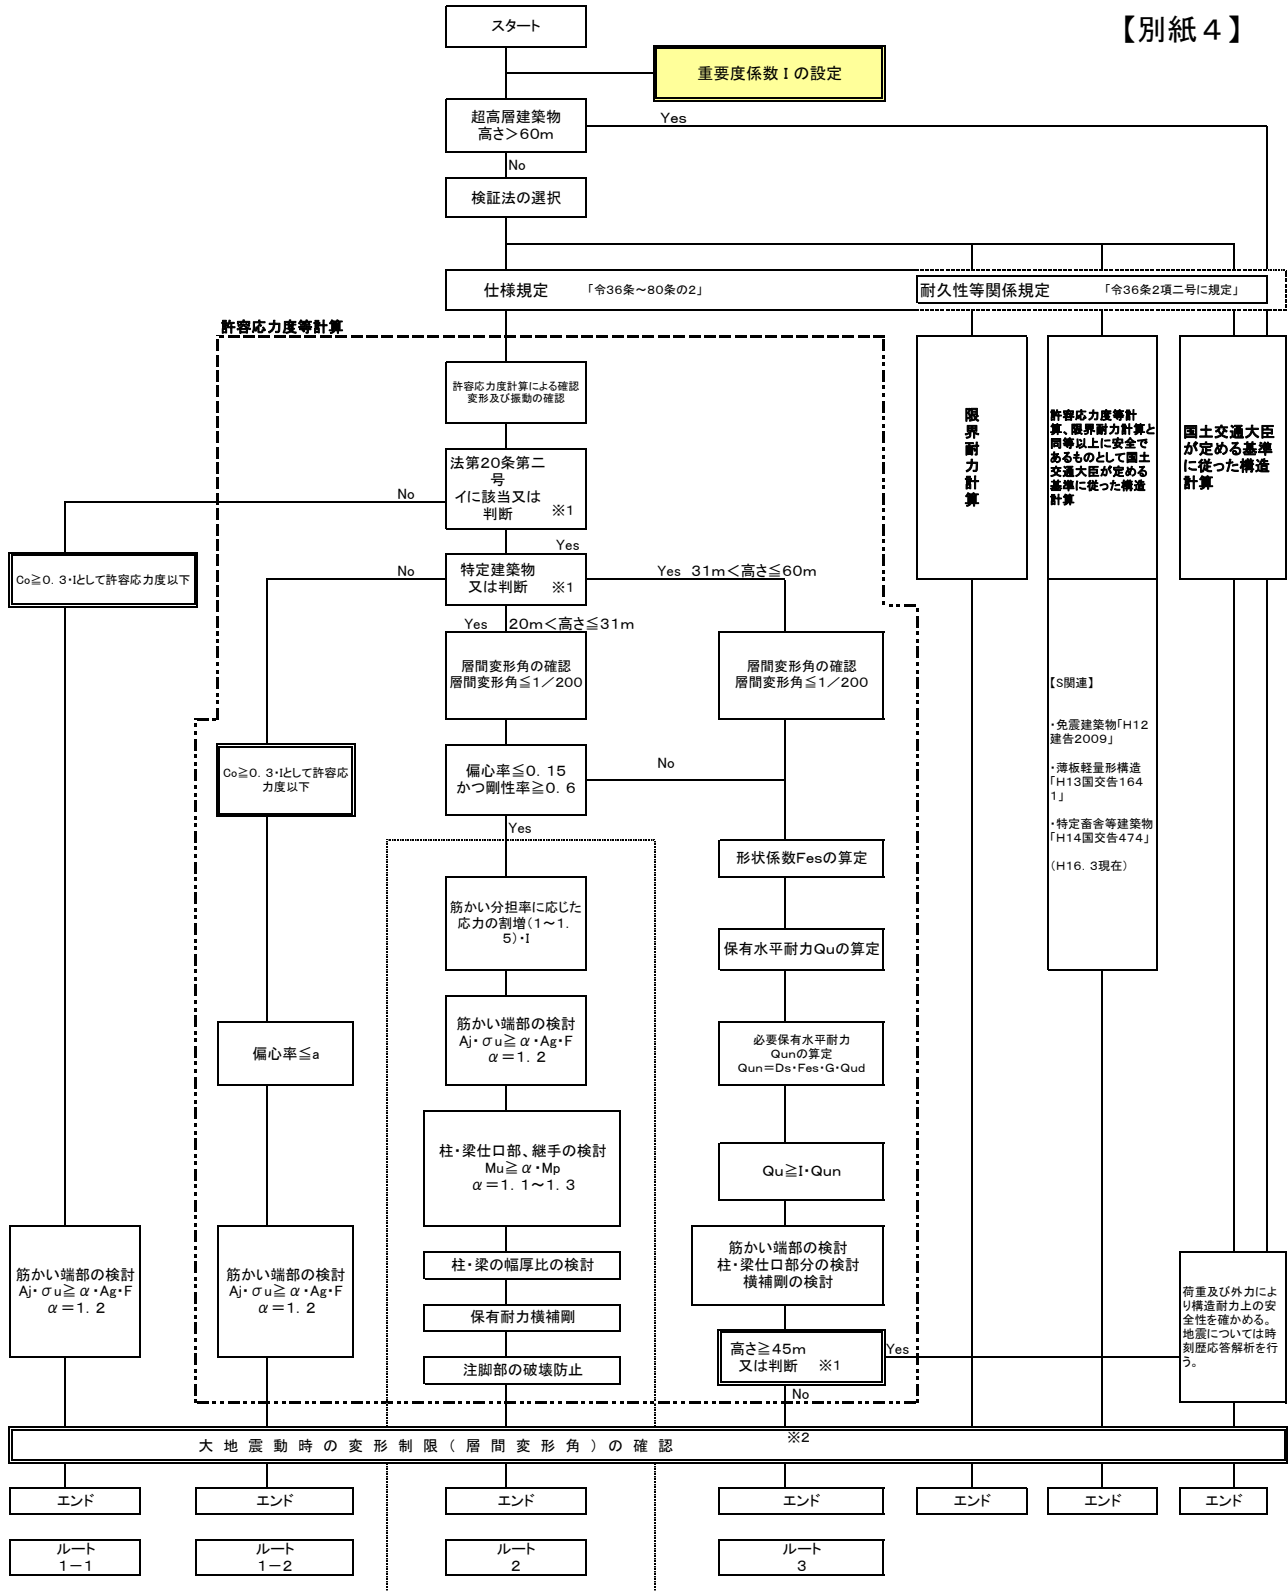 【別紙４】
スタート
重要度係数Ｉの設定
超高層建築物
高さ＞60m
Yes
No
検証法の選択
仕様規定　「令36条～80条の2」
耐久性等関係規定　「令36条2項二号に規定」
許容応力度等計算
許容応力度計算による確認
変形及び振動の確認
限界耐力計算
許容応力度等計
算、限界耐力計算と
同等以上に安全で
あるものとして国土
交通大臣が定める
基準に従った構造
計算
国土交通大臣
が定める基準
に従った構造
計算
法第20条第二
号
イに該当又は
判断　※1
No
Yes
Co≧0．3・Iとして許容応力度以下
特定建築物
又は判断　※1
No
Yes 31m＜高さ≦60m
Yes 20m＜高さ≦31m
層間変形角の確認
層間変形角≦1／200
層間変形角の確認
層間変形角≦1／200
【S関連】
・免震建築物「H12
建告2009」
・薄板軽量形構造
「H13国交告164
1」
・特定畜舎等建築物
「H14国交告474」
（H16．3現在）
Co≧0．3・Iとして許容応
力度以下
偏心率≦0．15
かつ剛性率≧0．6
No
Yes
形状係数Fesの算定
筋かい分担率に応じた
応力の割増（1～1．
5）・I
保有水平耐力Quの算定
筋かい端部の検討
Aj・σu≧α・Ag・F
α＝1．2
偏心率≦a
必要保有水平耐力
Qunの算定
Qun＝Ds・Fes・G・Qud
柱・梁仕口部、継手の検討
Mu≧α・Mp
α＝1．1～1．3
Qu≧I・Qun
筋かい端部の検討
Aj・σu≧α・Ag・F
α＝1．2
筋かい端部の検討
Aj・σu≧α・Ag・F
α＝1．2
柱・梁の幅厚比の検討
筋かい端部の検討
柱・梁仕口部分の検討
横補剛の検討
保有耐力横補剛
荷重及び外力によ
り構造耐力上の安
全性を確かめる。
地震については時
刻歴応答解析を行
う。
注脚部の破壊防止
高さ≧45m
又は判断　※1
Yes
No
大地震動時の変形制限（層間変形角）の確認　※2
エンド
エンド
エンド
エンド
エンド
エンド
エンド
ルート
1－1
ルート
1－2
ルート
2
ルート
3